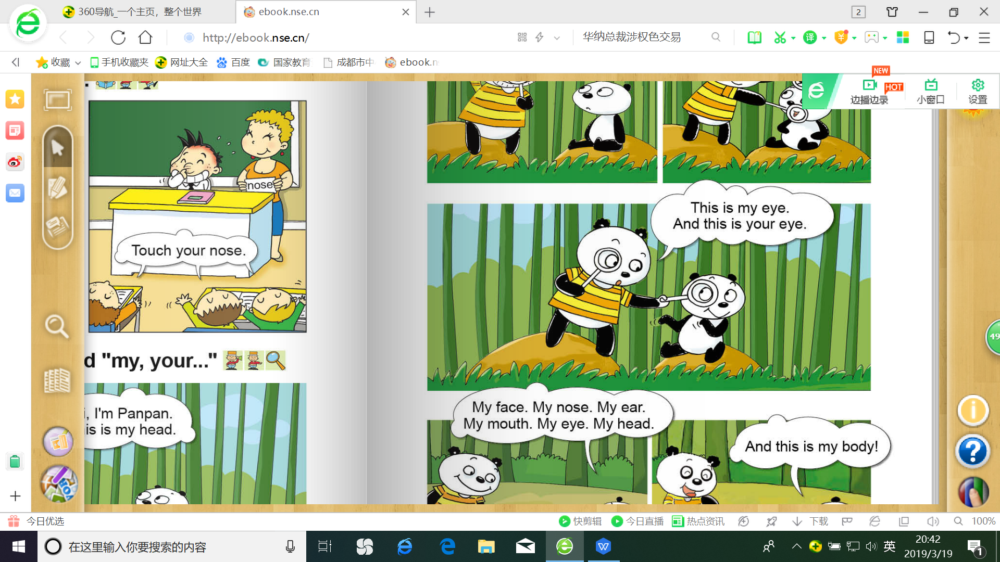 360导航_一个主页，整个世界
ebook.nse.cn
2
http://ebook.nse.cn/
华纳总裁涉权色交易
译
收藏
手机收藏夹
网址大全
百度
国家教育
成都市中
ebook.n
NEW
HOT
边播边录
小窗口
设置
nose
Touch your nose.
d "my, your..."
, I'm Panpan.
is is my head.
This is my eye.
And this is your eye.
My face. My nose. My ear.
My mouth. My eye. My head.
And this is my body!
49
今日优选
快剪辑
今日直播
热点资讯
下载
100%
在这里输入你要搜索的内容
英
20:42
2019/3/19
1